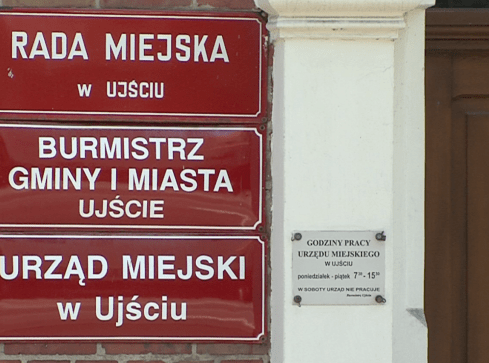 RADA MIEJSKA
w UJŚCIU
BURMISTRZ
GMINY I MIASTA
UJŚCIE
URZĄD MIEJSKI
w Ujściu
GODZINY PRACY
URZĘDU MIEJSKIEGO
W UJŚCIU
poniedziałek - piątek 7³⁰ - 15³⁰
W SOBOTY URZĄD NIE PRACUJE